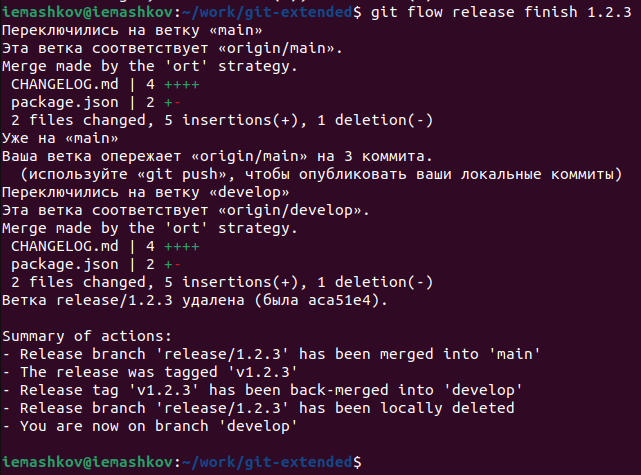 iemashkov@iemashkov:~/work/git-extended$ git flow release finish 1.2.3
Переключились на ветку «main»
Эта ветка соответствует «origin/main».
Merge made by the 'ort' strategy.
 CHANGELOG.md | 4 ++++
 package.json | 2 +-
 2 files changed, 5 insertions(+), 1 deletion(-)
Уже на «main»
Ваша ветка опережает «origin/main» на 3 коммита.
  (используйте «git push», чтобы опубликовать ваши локальные коммиты)
Переключились на ветку «develop»
Эта ветка соответствует «origin/develop».
Merge made by the 'ort' strategy.
 CHANGELOG.md | 4 ++++
 package.json | 2 +-
 2 files changed, 5 insertions(+), 1 deletion(-)
Ветка release/1.2.3 удалена (была aca51e4).

Summary of actions:
- Release branch 'release/1.2.3' has been merged into 'main'
- The release was tagged 'v1.2.3'
- Release tag 'v1.2.3' has been back-merged into 'develop'
- Release branch 'release/1.2.3' has been locally deleted
- You are now on branch 'develop'

iemashkov@iemashkov:~/work/git-extended$